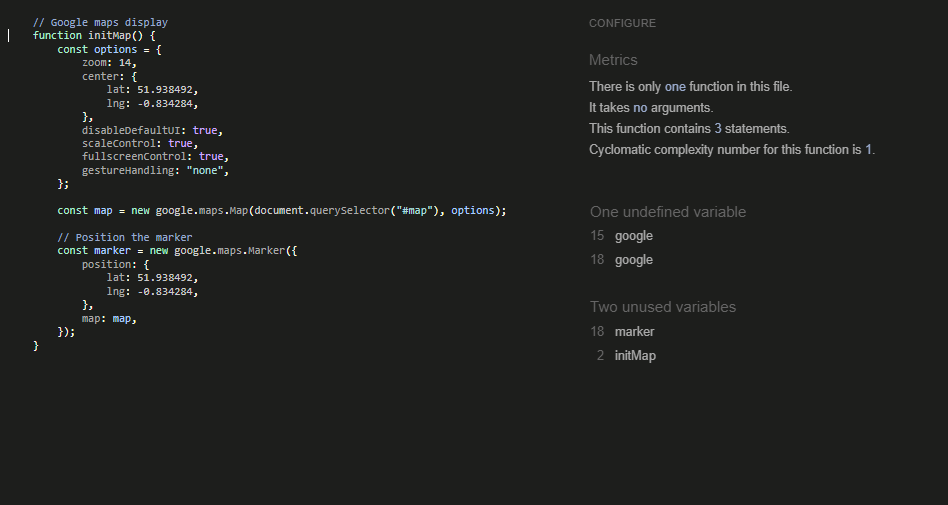 // Google maps display
function initMap() {
    const options = {
        zoom: 14,
        center: {
            lat: 51.938492,
            lng: -0.834284,
        },
        disableDefaultUI: true,
        scaleControl: true,
        fullscreenControl: true,
        gestureHandling: "none",
    };
    const map = new google.maps.Map(document.querySelector("#map"), options);
    // Position the marker
    const marker = new google.maps.Marker({
        position: {
            lat: 51.938492,
            lng: -0.834284,
        },
        map: map,
    });
}
CONFIGURE
Metrics
There is only one function in this file.
It takes no arguments.
This function contains 3 statements.
Cyclomatic complexity number for this function is 1.
One undefined variable
15 google
18 google
Two unused variables
18 marker
2 initMap